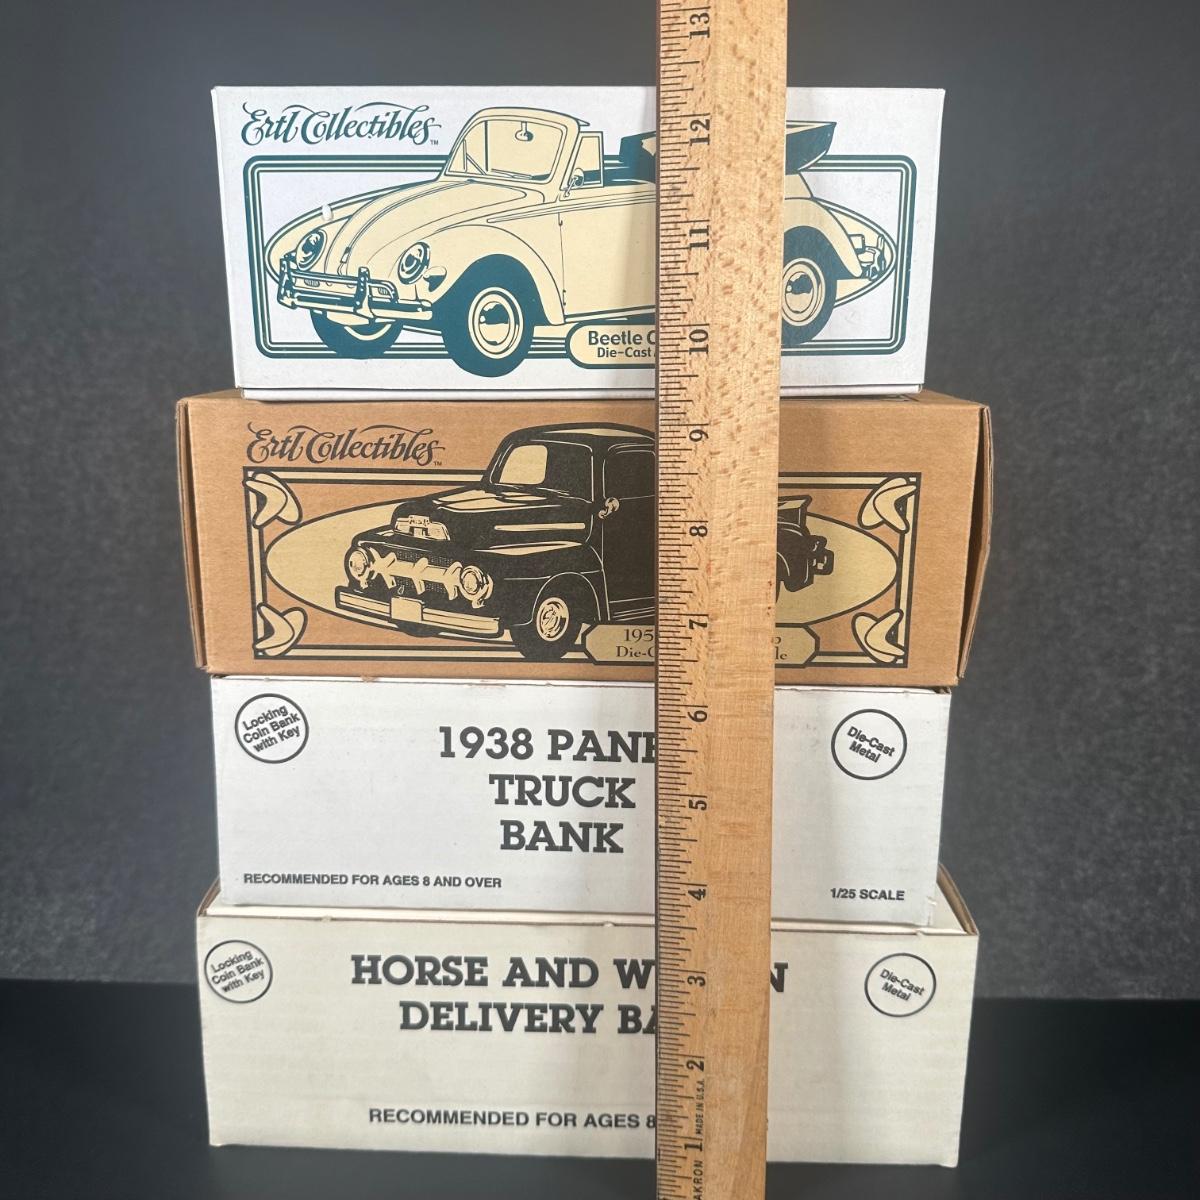 13
12
11
10
9
8
7
6
5
4
3
2
1
MADE IN U.S.A.
AKRON
Ertl Collectibles™
Beetle C
Die-Cast
Ertl Collectibles™
195
Die-C
le
Locking
Coin Bank
with Key
1938 PANE
TRUCK
BANK
Die-Cast
Metal
RECOMMENDED FOR AGES 8 AND OVER
1/25 SCALE
Locking
Coin Bank
with Key
HORSE AND W N
DELIVERY BA
Die-Cast
Metal
RECOMMENDED FOR AGES 8